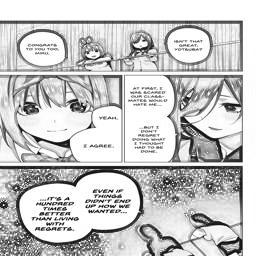 ISN'T THAT
GREAT,
YOTSUBA?
CONGRATS
TO YOU TOO,
MIKU.
AT FIRST, I
WAS SCARED
OUR CLASS-
MATES WOULD
HATE ME...
...BUT I
DON'T
REGRET
DOING WHAT
I THOUGHT
HAD TO BE
DONE.
YEAH.
I AGREE.
EVEN IF
THINGS
DIDN'T END
UP HOW WE
WANTED...
...IT'S A
HUNDRED
TIMES
BETTER
THAN LIVING
WITH
REGRETS.